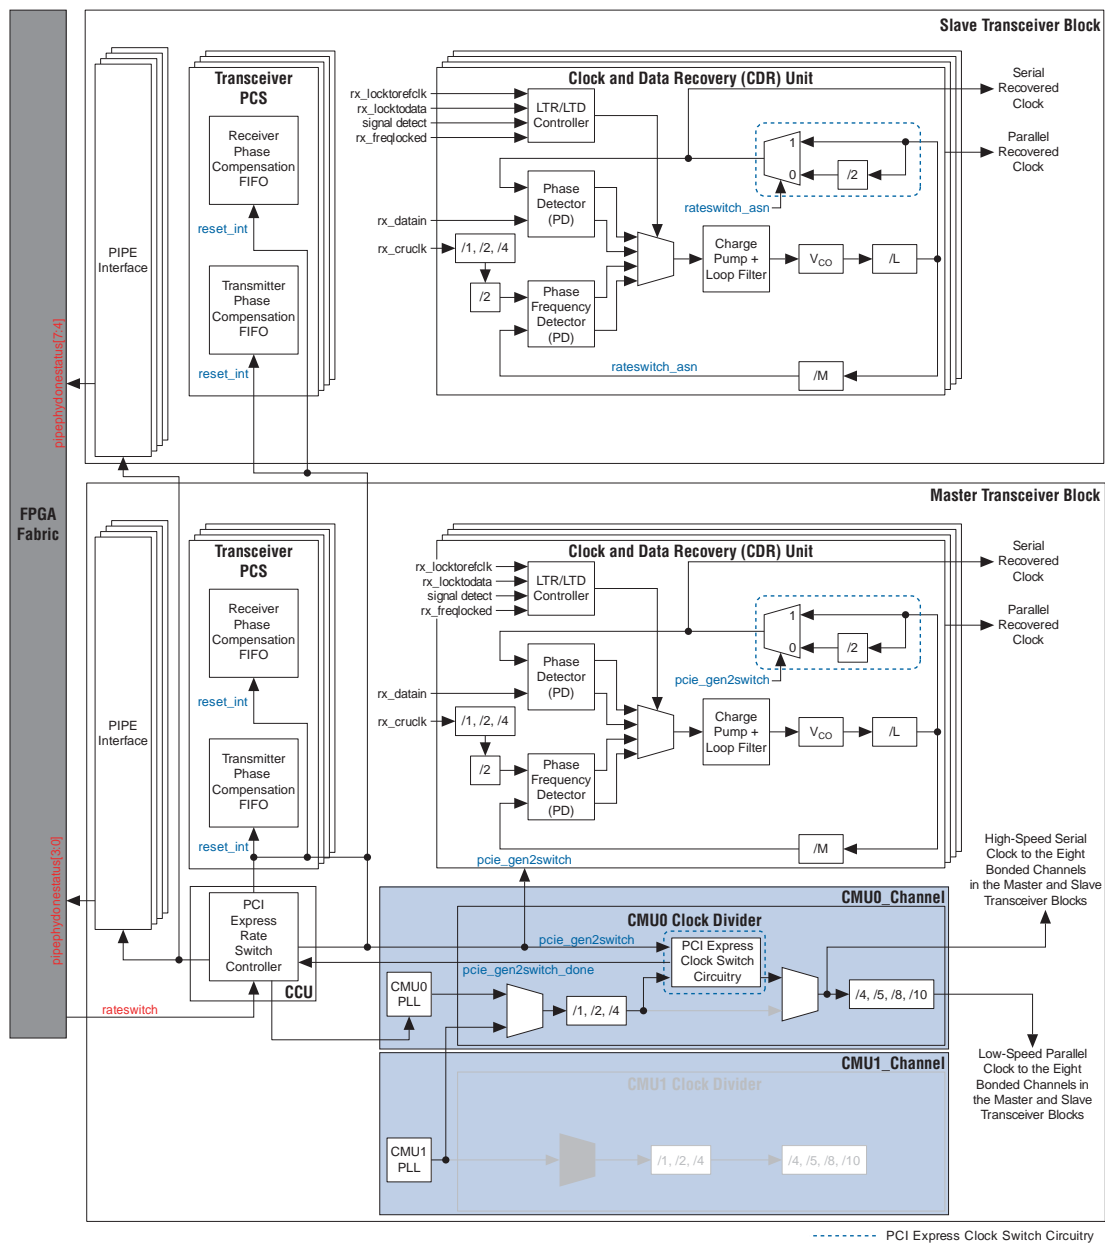 Slave Transceiver Block
Transceiver
PCS
Receiver
Phase
Compensation
FIFO
reset_int
Transmitter
Phase
Compensation
FIFO
reset_int
PIPE
Interface
pipephydonestatus[7:4]
Clock and Data Recovery (CDR) Unit
rx_locktorefclk
rx_locktodata
signal detect
rx_freqlocked
LTR/LTD
Controller
Serial
Recovered
Clock
Parallel
Recovered
Clock
1
0
/2
rateswitch_asn
Phase
Detector
(PD)
rx_datain
rx_cruclk
/1, /2, /4
/2
Phase
Frequency
Detector
(PD)
Charge
Pump +
Loop Filter
VCO
/L
rateswitch_asn
/M
FPGA
Fabric
Master Transceiver Block
Transceiver
PCS
Receiver
Phase
Compensation
FIFO
reset_int
Transmitter
Phase
Compensation
FIFO
reset_int
PIPE
Interface
pipephydonestatus[3:0]
Clock and Data Recovery (CDR) Unit
rx_locktorefclk
rx_locktodata
signal detect
rx_freqlocked
LTR/LTD
Controller
Serial
Recovered
Clock
Parallel
Recovered
Clock
1
0
/2
pcie_gen2switch
Phase
Detector
(PD)
rx_datain
rx_cruclk
/1, /2, /4
/2
Phase
Frequency
Detector
(PD)
Charge
Pump +
Loop Filter
VCO
/L
/M
pcie_gen2switch
High-Speed Serial
Clock to the Eight
Bonded Channels
in the Master and Slave
Transceiver Blocks
PCI
Express
Rate
Switch
Controller
CCU
rateswitch
CMU0_Channel
CMU0 Clock Divider
pcie_gen2switch
PCI Express
Clock Switch
Circuitry
pcie_gen2switch_done
CMU0
PLL
/1, /2, /4
/4, /5, /8, /10
Low-Speed Parallel
Clock to the Eight
Bonded Channels in
the Master and Slave
Transceiver Blocks
CMU1_Channel
CMU1 Clock Divider
CMU1
PLL
/1, /2, /4
/4, /5, /8, /10
PCI Express Clock Switch Circuitry